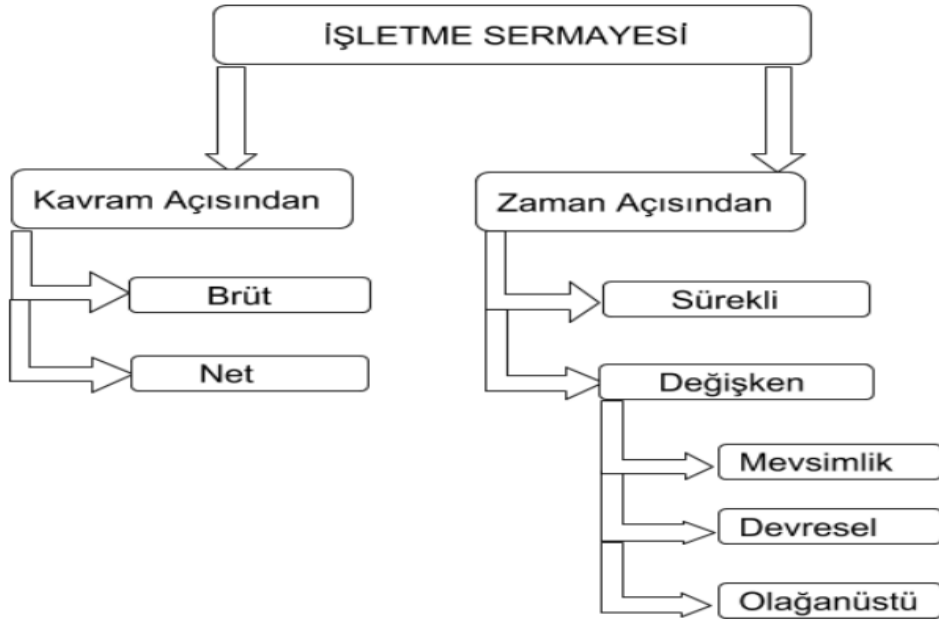 İŞLETME SERMAYESİ
Kavram Açısından
Brüt
Net
Zaman Açısından
Sürekli
Değişken
Mevsimlik
Devresel
Olağanüstü